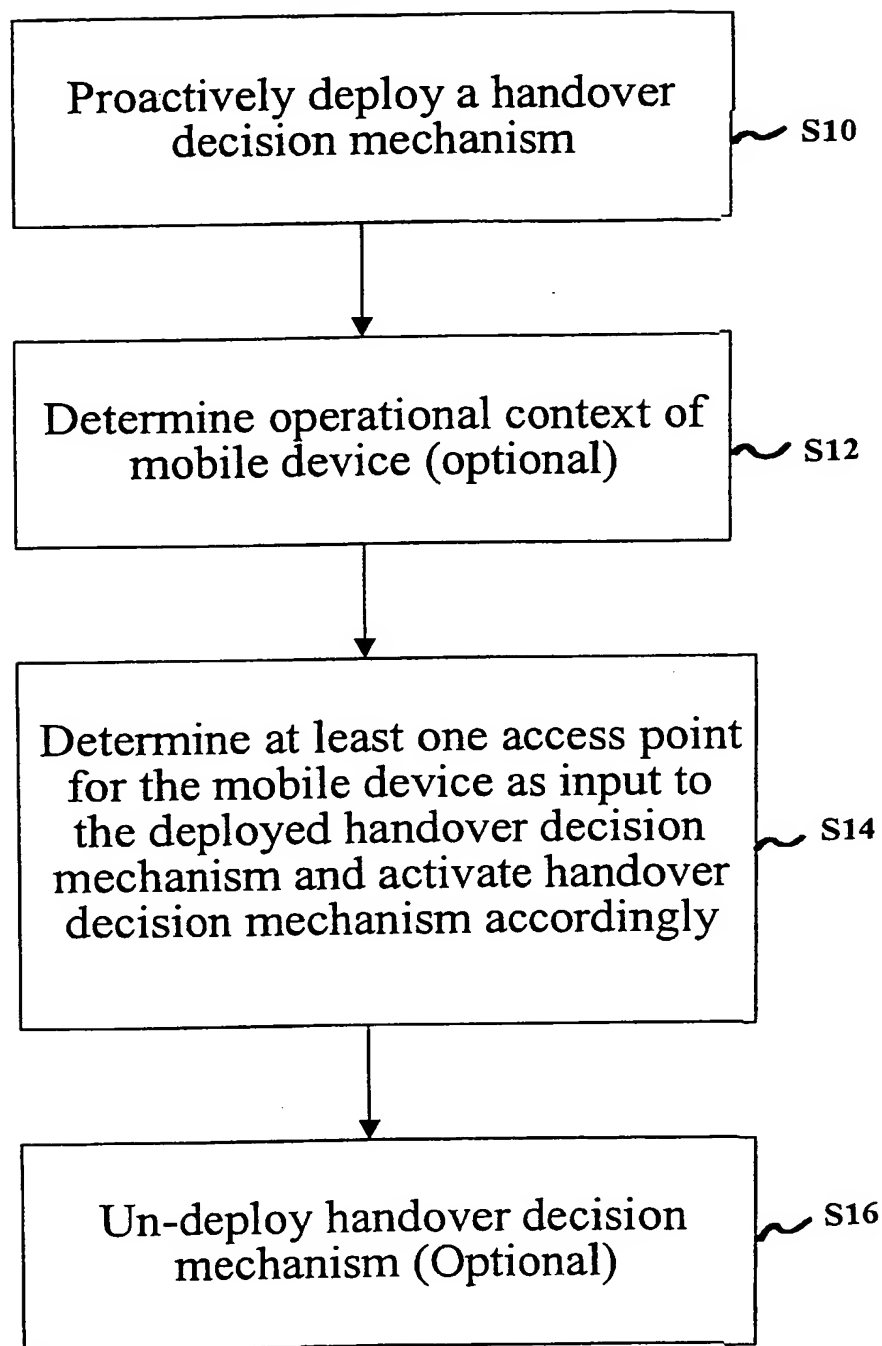 Proactively deploy a handover
decision mechanism
S10
Determine operational context of
mobile device (optional)
S12
Determine at least one access point
for the mobile device as input to
the deployed handover decision
mechanism and activate handover
decision mechanism accordingly
S14
Un-deploy handover decision
mechanism (Optional)
S16